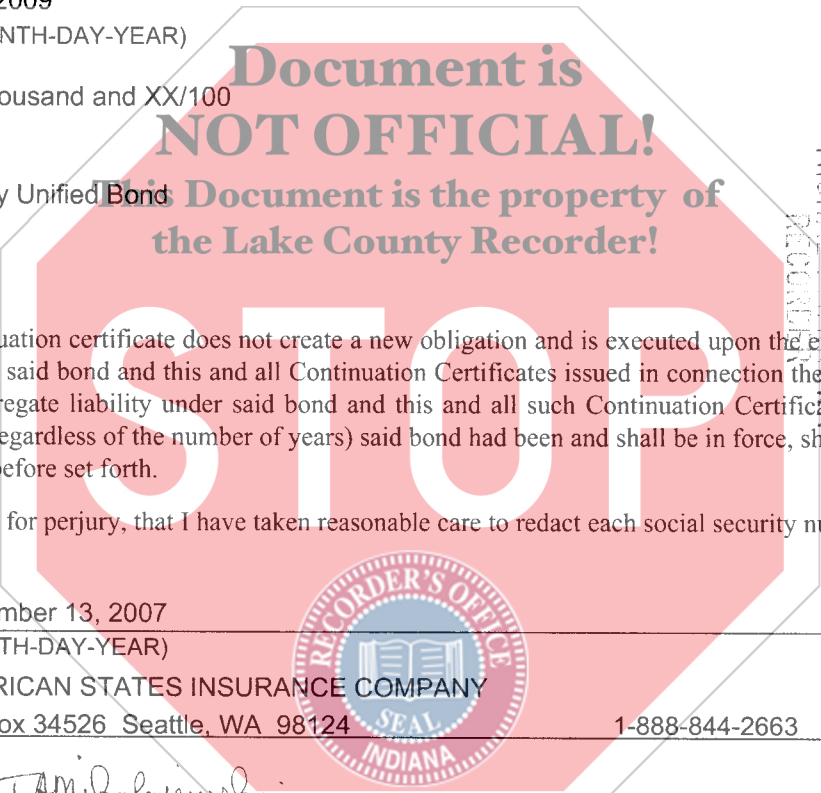 2009
NTH-DAY-YEAR)
Document is
ousand and XX/100
NOT OFFICIAL!
y Unified Bond
This Document is the property of
the Lake County Recorder!
RECORDER
STOP
uation certificate does not create a new obligation and is executed upon the e
said bond and this and all Continuation Certificates issued in connection the
regate liability under said bond and this and all such Continuation Certifica
egardless of the number of years) said bond had been and shall be in force, sh
before set forth.
for perjury, that I have taken reasonable care to redact each social security nu
mber 13, 2007
TH-DAY-YEAR)
RICAN STATES INSURANCE COMPANY
ox 34526 Seattle, WA 98124 1-888-844-2663
RECORDER'S OFFICE
SEAL
INDIANA